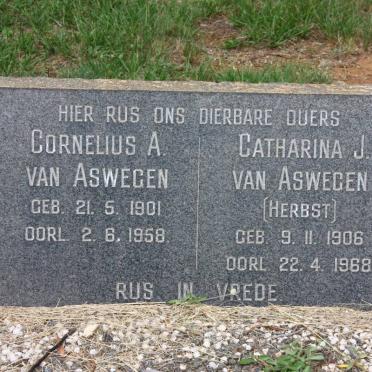 HIER RUS ONS DIERBARE OUERS
CORNELIUS A.
VAN ASWEGEN
GEB. 21. 5. 1901
OORL. 2. 6. 1958.
CATHARINA J.
VAN ASWEGEN
(HERBST)
GEB. 9. 11. 1906
OORL. 22. 4. 1968
RUS IN VREDE